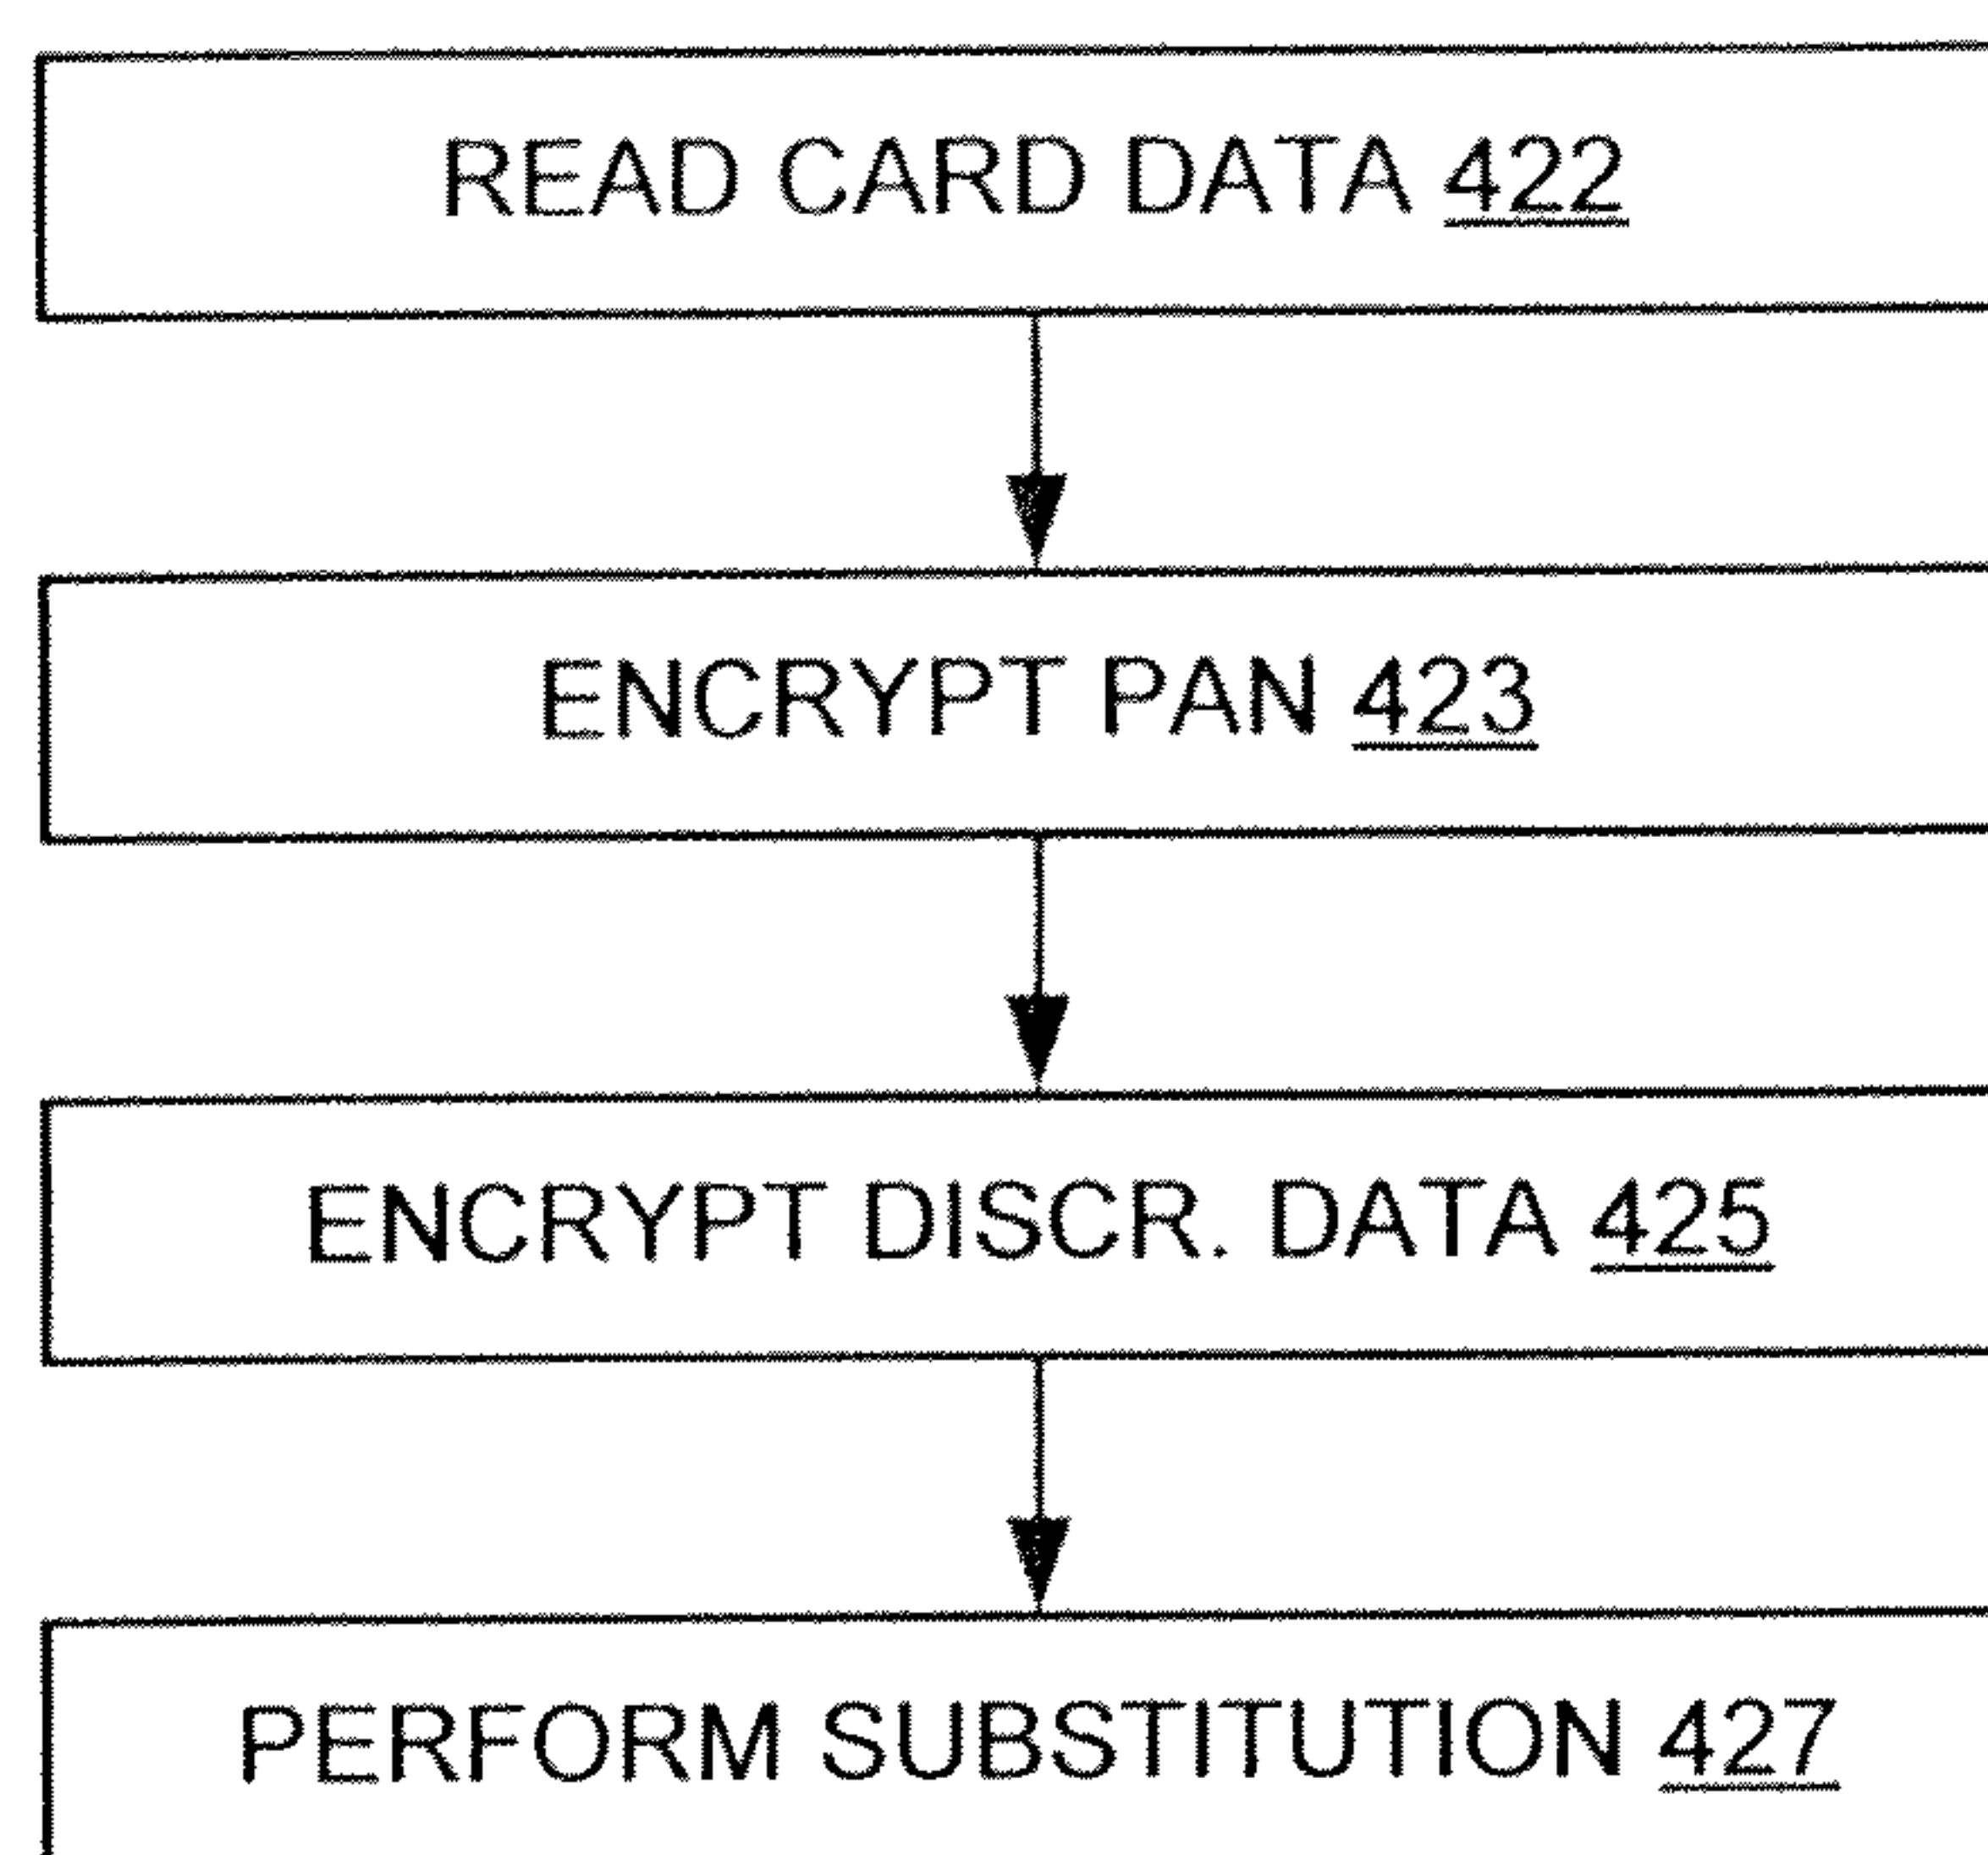 READ CARD DATA 422
ENCRYPT PAN 423
ENCRYPT DISCR. DATA 425
PERFORM SUBSTITUTION 427